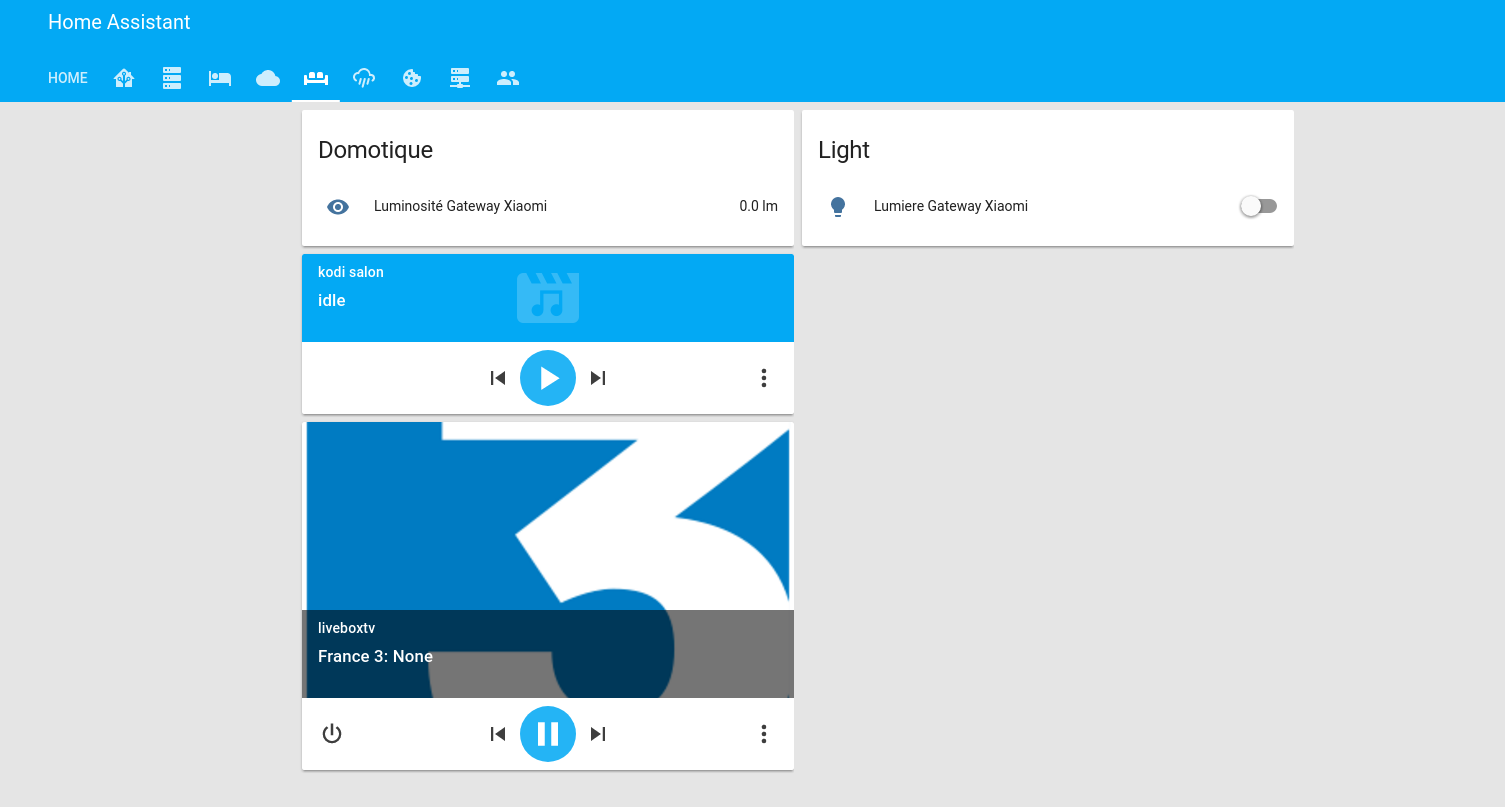 Home Assistant
HOME
Domotique
Luminosité Gateway Xiaomi 0.0 lm
Light
Lumiere Gateway Xiaomi
kodi salon
idle
3
liveboxtv
France 3: None